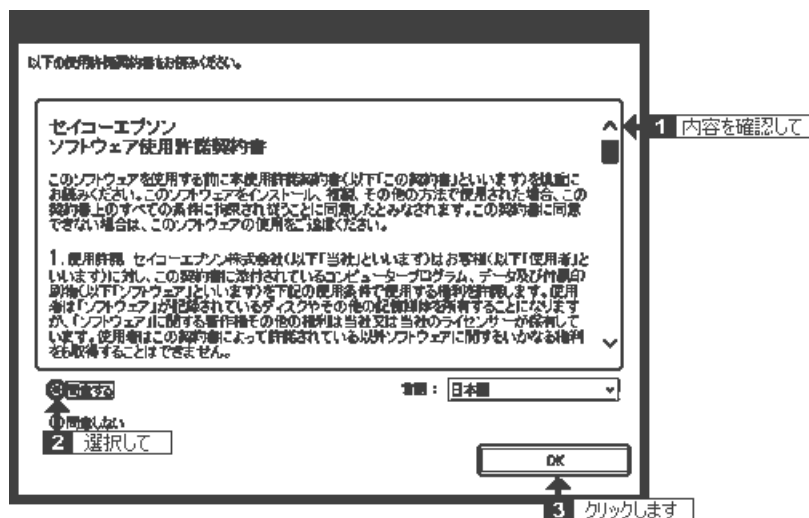 以下の使用許諾契約書をお読みください。
セイコーエプソン
ソフトウェア使用許諾契約書
このソフトウェアを使用する前に本使用許諾契約書(以下「この契約書」といいます)を慎重に
お読みください。このソフトウェアをインストール、複製、その他の方法で使用された場合、この
契約書上のすべての条件に拘束され従うことに同意したとみなされます。この契約書に同意
できない場合は、このソフトウェアの使用をご遠慮ください。
1. 使用許諾 セイコーエプソン株式会社(以下「当社」といいます)はお客様(以下「使用者」と
いいます)に対し、この契約書に添付されているコンピュータープログラム、データ及び付属印
刷物(以下「ソフトウェア」といいます)を下記の使用条件で使用する権利を許諾します。使用
者は「ソフトウェア」が記録されているディスクやその他の記憶媒体を所有することになります
が、「ソフトウェア」に関する著作権その他の権利は当社又は当社のライセンサーが保有して
います。使用者はこの契約書によって許諾されている以外ソフトウェアに関するいかなる権利
をも取得することはできません。
1 内容を確認して
同意する
言語: 日本語
同意しない
2 選択して
OK
3 クリックします